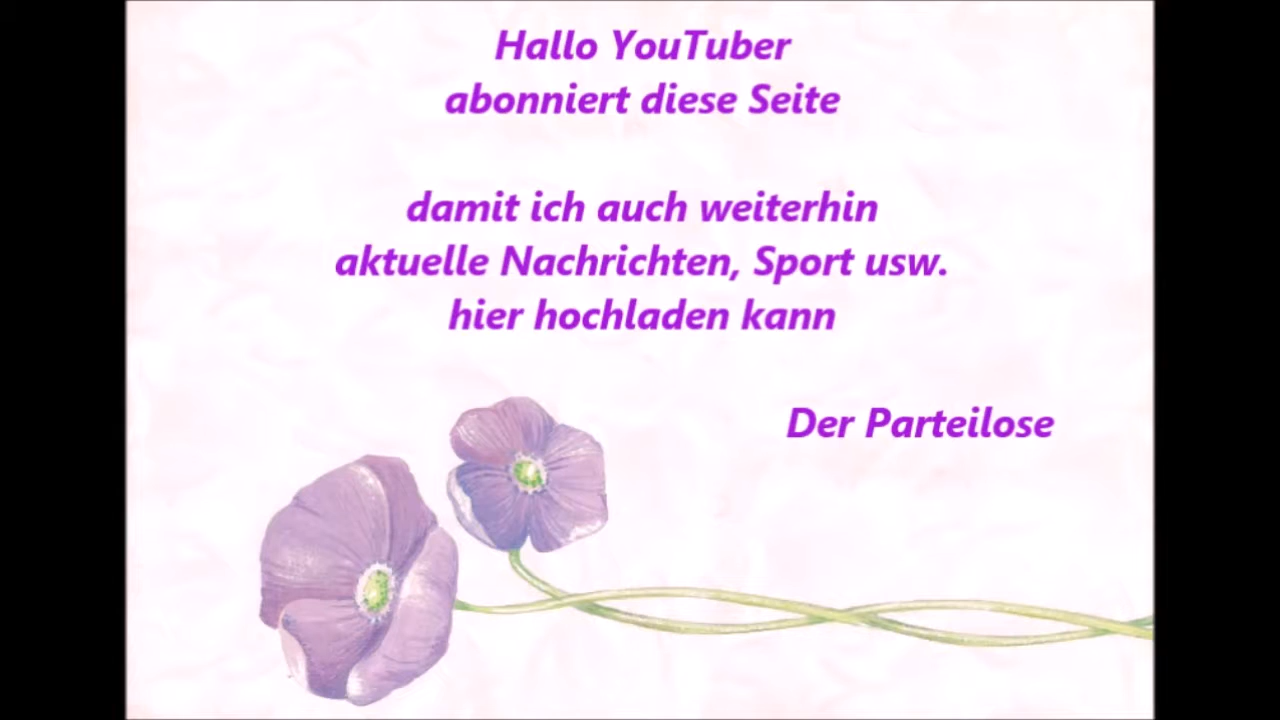 Hallo YouTuber
abonniert diese Seite
damit ich auch weiterhin
aktuelle Nachrichten, Sport usw.
hier hochladen kann
Der Parteilose